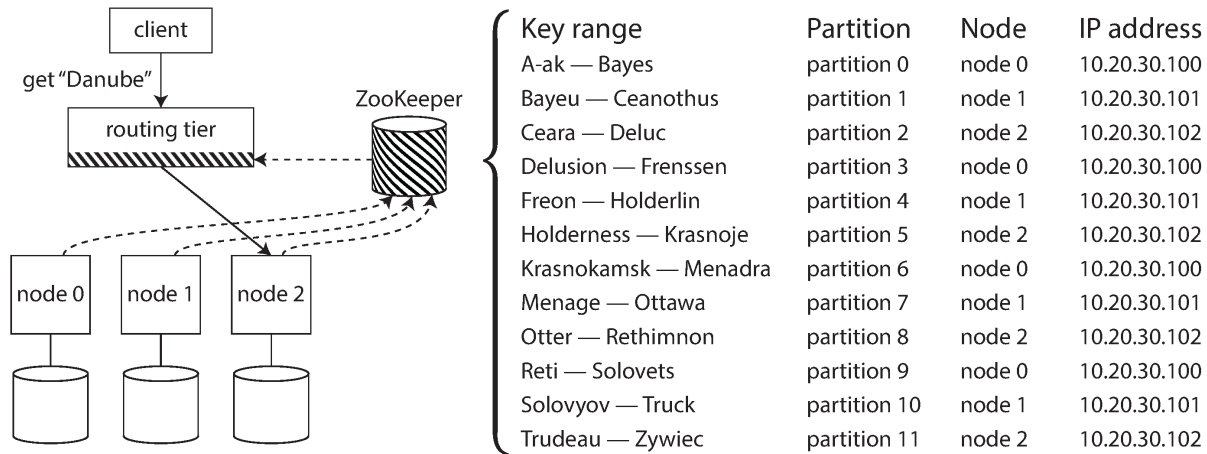 client
get “Danube”
routing tier
ZooKeeper
node 0
node 1
node 2
Key range Partition Node IP address
A-ak — Bayes partition 0 node 0 10.20.30.100
Bayeu — Ceanothus partition 1 node 1 10.20.30.101
Ceara — Deluc partition 2 node 2 10.20.30.102
Delusion — Frenssen partition 3 node 0 10.20.30.100
Freon — Holderlin partition 4 node 1 10.20.30.101
Holderness — Krasnoje partition 5 node 2 10.20.30.102
Krasnokamsk — Menadra partition 6 node 0 10.20.30.100
Menage — Ottawa partition 7 node 1 10.20.30.101
Otter — Rethimnon partition 8 node 2 10.20.30.102
Reti — Solovets partition 9 node 0 10.20.30.100
Solovyov — Truck partition 10 node 1 10.20.30.101
Trudeau — Zywiec partition 11 node 2 10.20.30.102